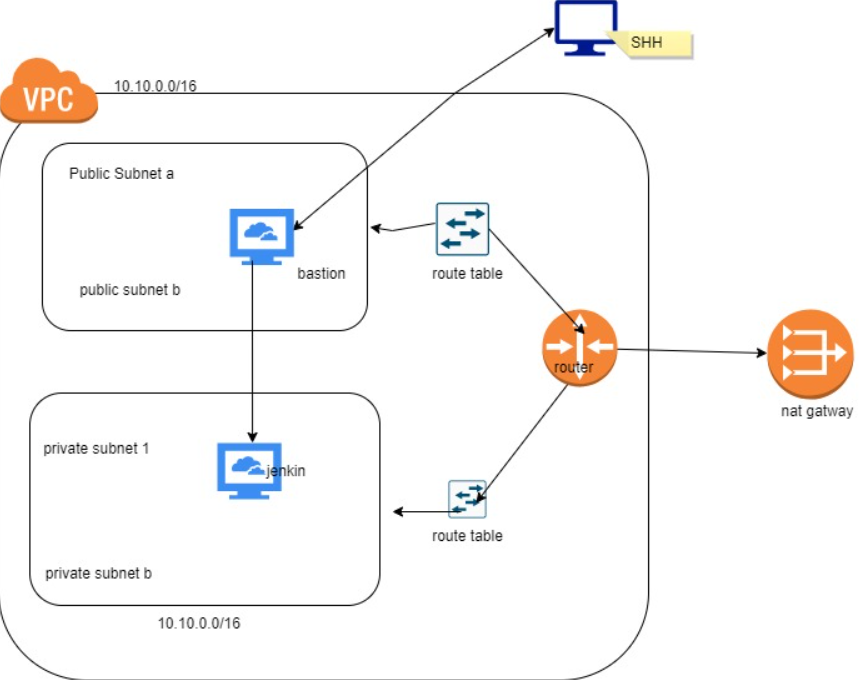 SHH
10.10.0.0/16
VPC
Public Subnet a
bastion
route table
public subnet b
router
nat gatway
private subnet 1
jenkin
route table
private subnet b
10.10.0.0/16